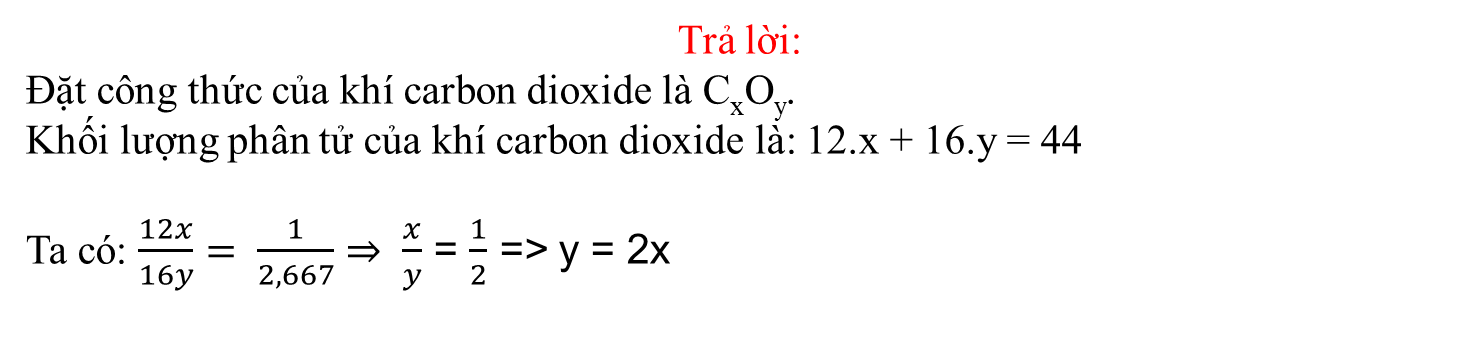 Trả lời:
Đặt công thức của khí carbon dioxide là CₓOᵧ.
Khối lượng phân tử của khí carbon dioxide là: 12.x + 16.y = 44
Ta có: 12x/16y = 1/2,667 ⇒ x/y = 1/2 => y = 2x